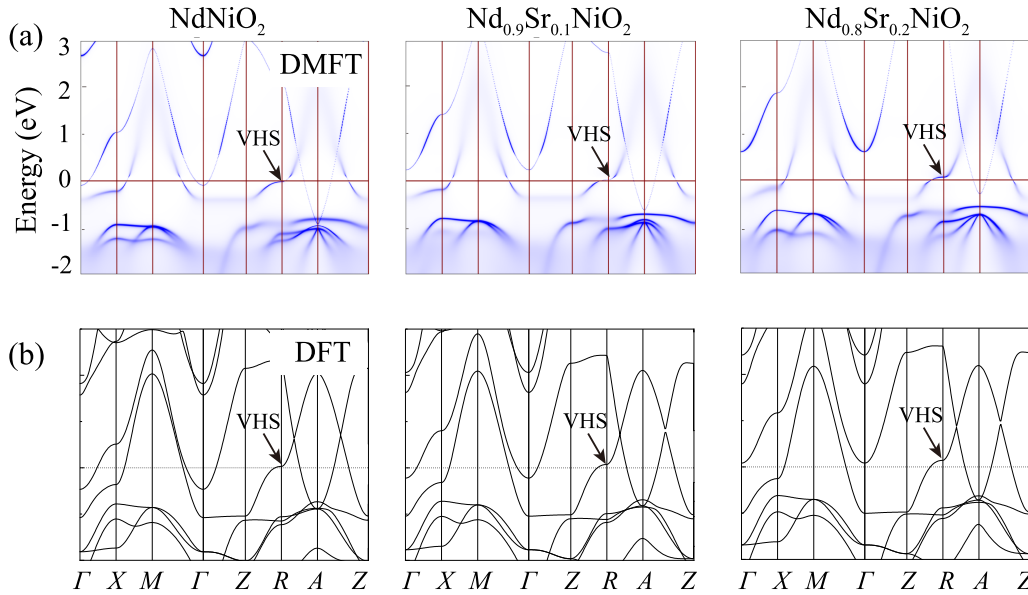 NdNiO₂ Nd₀.₉Sr₀.₁NiO₂ Nd₀.₈Sr₀.₂NiO₂
(a)
DMFT
Energy (eV)
3
2
1
0
-1
-2
VHS VHS VHS
(b)
DFT
VHS VHS VHS
Γ X M Γ Z R A Z Γ X M Γ Z R A Z Γ X M Γ Z R A Z